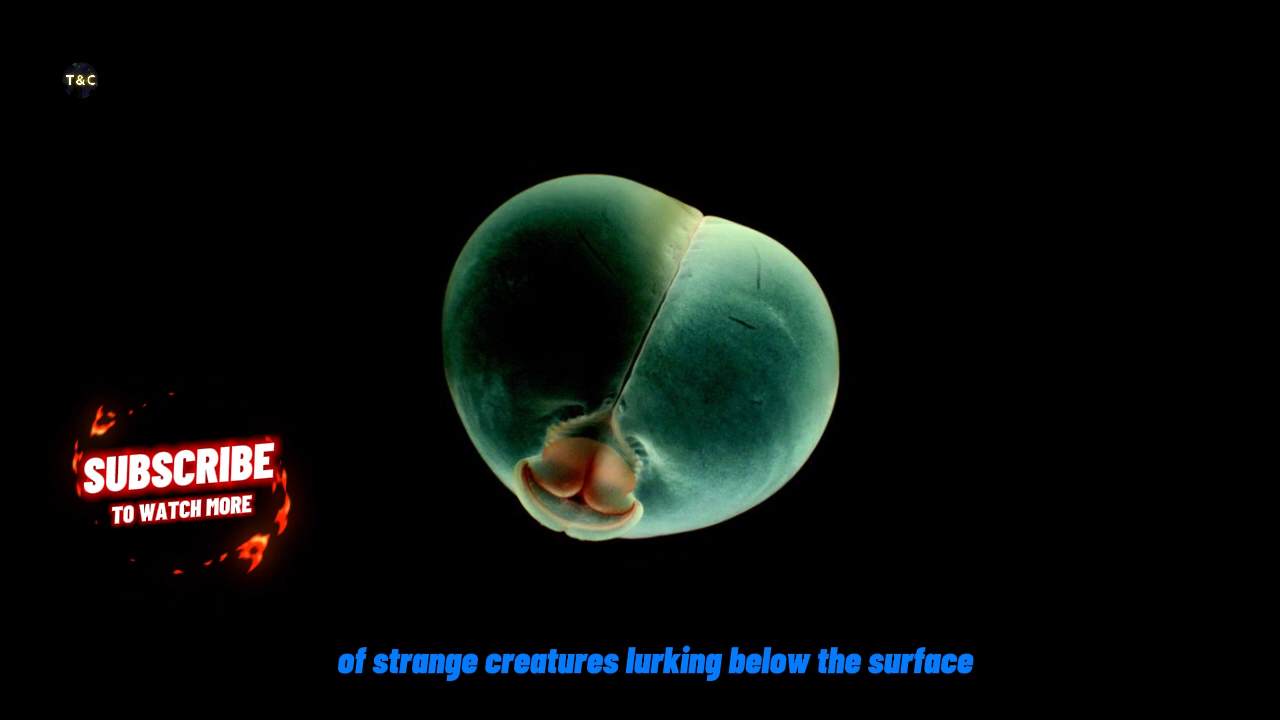 T&C
SUBSCRIBE
TO WATCH MORE
of strange creatures lurking below the surface